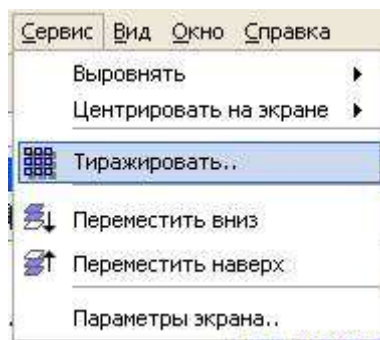 Сервис Вид Окно Справка
Выровнять
Центрировать на экране
Тиражировать..
Переместить вниз
Переместить наверх
Параметры экрана..